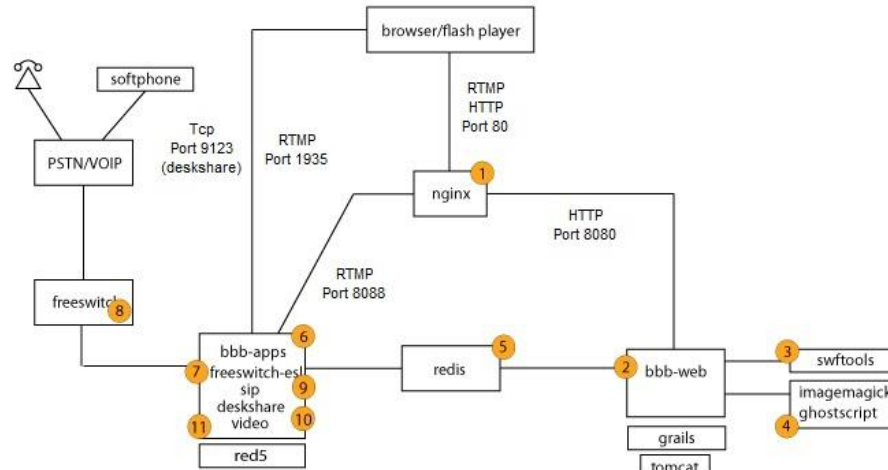 browser/flash player
softphone
RTMP
HTTP
Port 80
Tcp
Port 9123
(deskshare)
RTMP
Port 1935
PSTN/VOIP
1
nginx
HTTP
Port 8080
RTMP
Port 8088
freeswitch
8
6
bbb-apps
7
freeswitch-esl
sip
9
deskshare
10
video
11
red5
5
redis
2
bbb-web
3
swftools
imagemagick
ghostscript
4
grails
tomcat